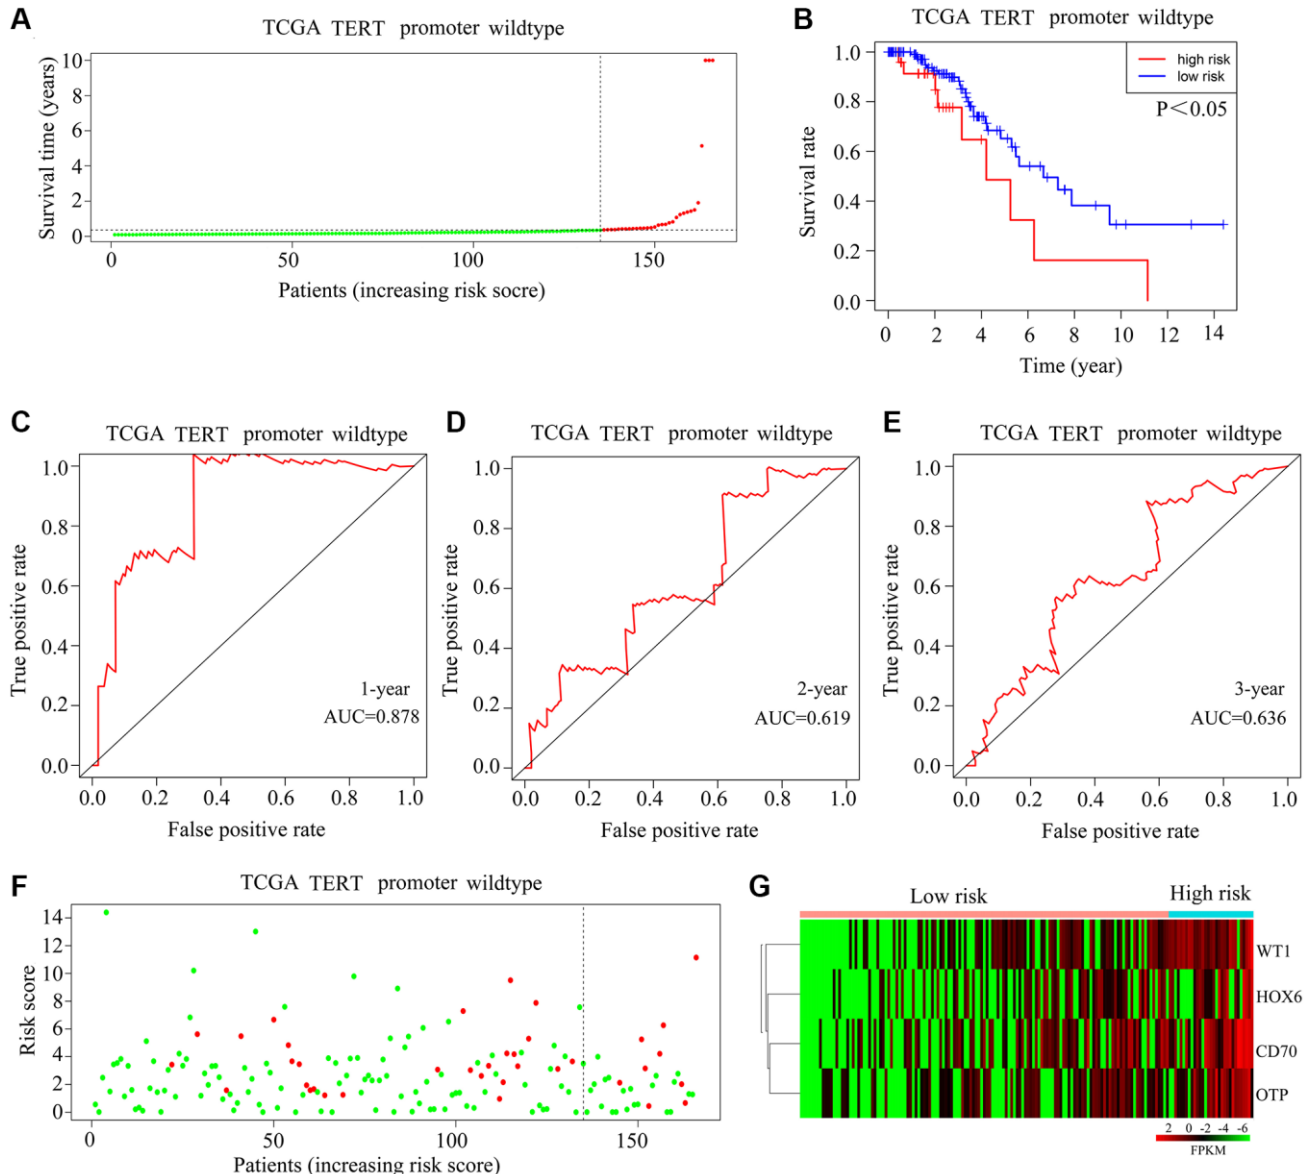 A
TCGA TERT promoter wildtype
Survival time (years)
10
8
6
4
2
0
0 50 100 150
Patients (increasing risk socre)
B
TCGA TERT promoter wildtype
high risk
low risk
P<0.05
Survival rate
1.0
0.8
0.6
0.4
0.2
0.0
0 2 4 6 8 10 12 14
Time (year)
C
TCGA TERT promoter wildtype
True positive rate
1.0
0.8
0.6
0.4
0.2
0.0
1-year
AUC=0.878
0.0 0.2 0.4 0.6 0.8 1.0
False positive rate
D
TCGA TERT promoter wildtype
True positive rate
1.0
0.8
0.6
0.4
0.2
0.0
2-year
AUC=0.619
0.0 0.2 0.4 0.6 0.8 1.0
False positive rate
E
TCGA TERT promoter wildtype
True positive rate
1.0
0.8
0.6
0.4
0.2
0.0
3-year
AUC=0.636
0.0 0.2 0.4 0.6 0.8 1.0
False positive rate
F
TCGA TERT promoter wildtype
Risk score
14
12
10
8
6
4
2
0
0 50 100 150
Patients (increasing risk score)
G
Low risk High risk
WT1
HOX6
CD70
OTP
2 0 -2 -4 -6
FPKM